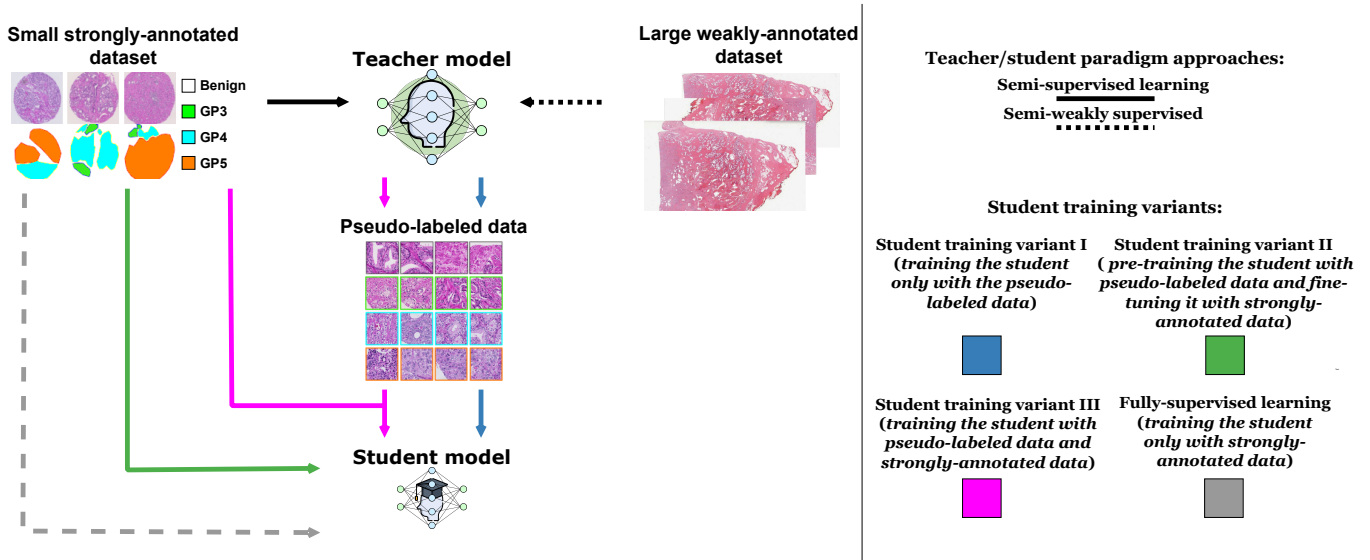 Small strongly-annotated
dataset
Benign
GP3
GP4
GP5
Teacher model
Large weakly-annotated
dataset
Pseudo-labeled data
Student model
Teacher/student paradigm approaches:
Semi-supervised learning
Semi-weakly supervised
Student training variants:
Student training variant I
(training the student
only with the pseudo-
labeled data)
Student training variant II
( pre-training the student with
pseudo-labeled data and fine-
tuning it with strongly-
annotated data)
Student training variant III
(training the student with
pseudo-labeled data and
strongly-annotated data)
Fully-supervised learning
(training the student
only with strongly-
annotated data)